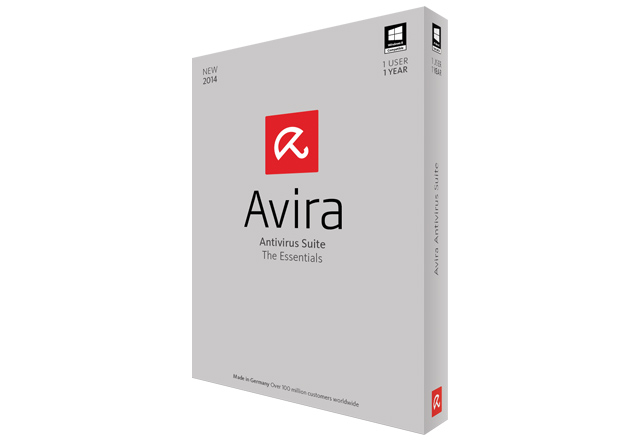 NEW
2014
1 USER
1 YEAR
Avira
Antivirus Suite
The Essentials
Made in Germany Over 100 million customers worldwide
1 USER
1 YEAR
Avira Antivirus Suite